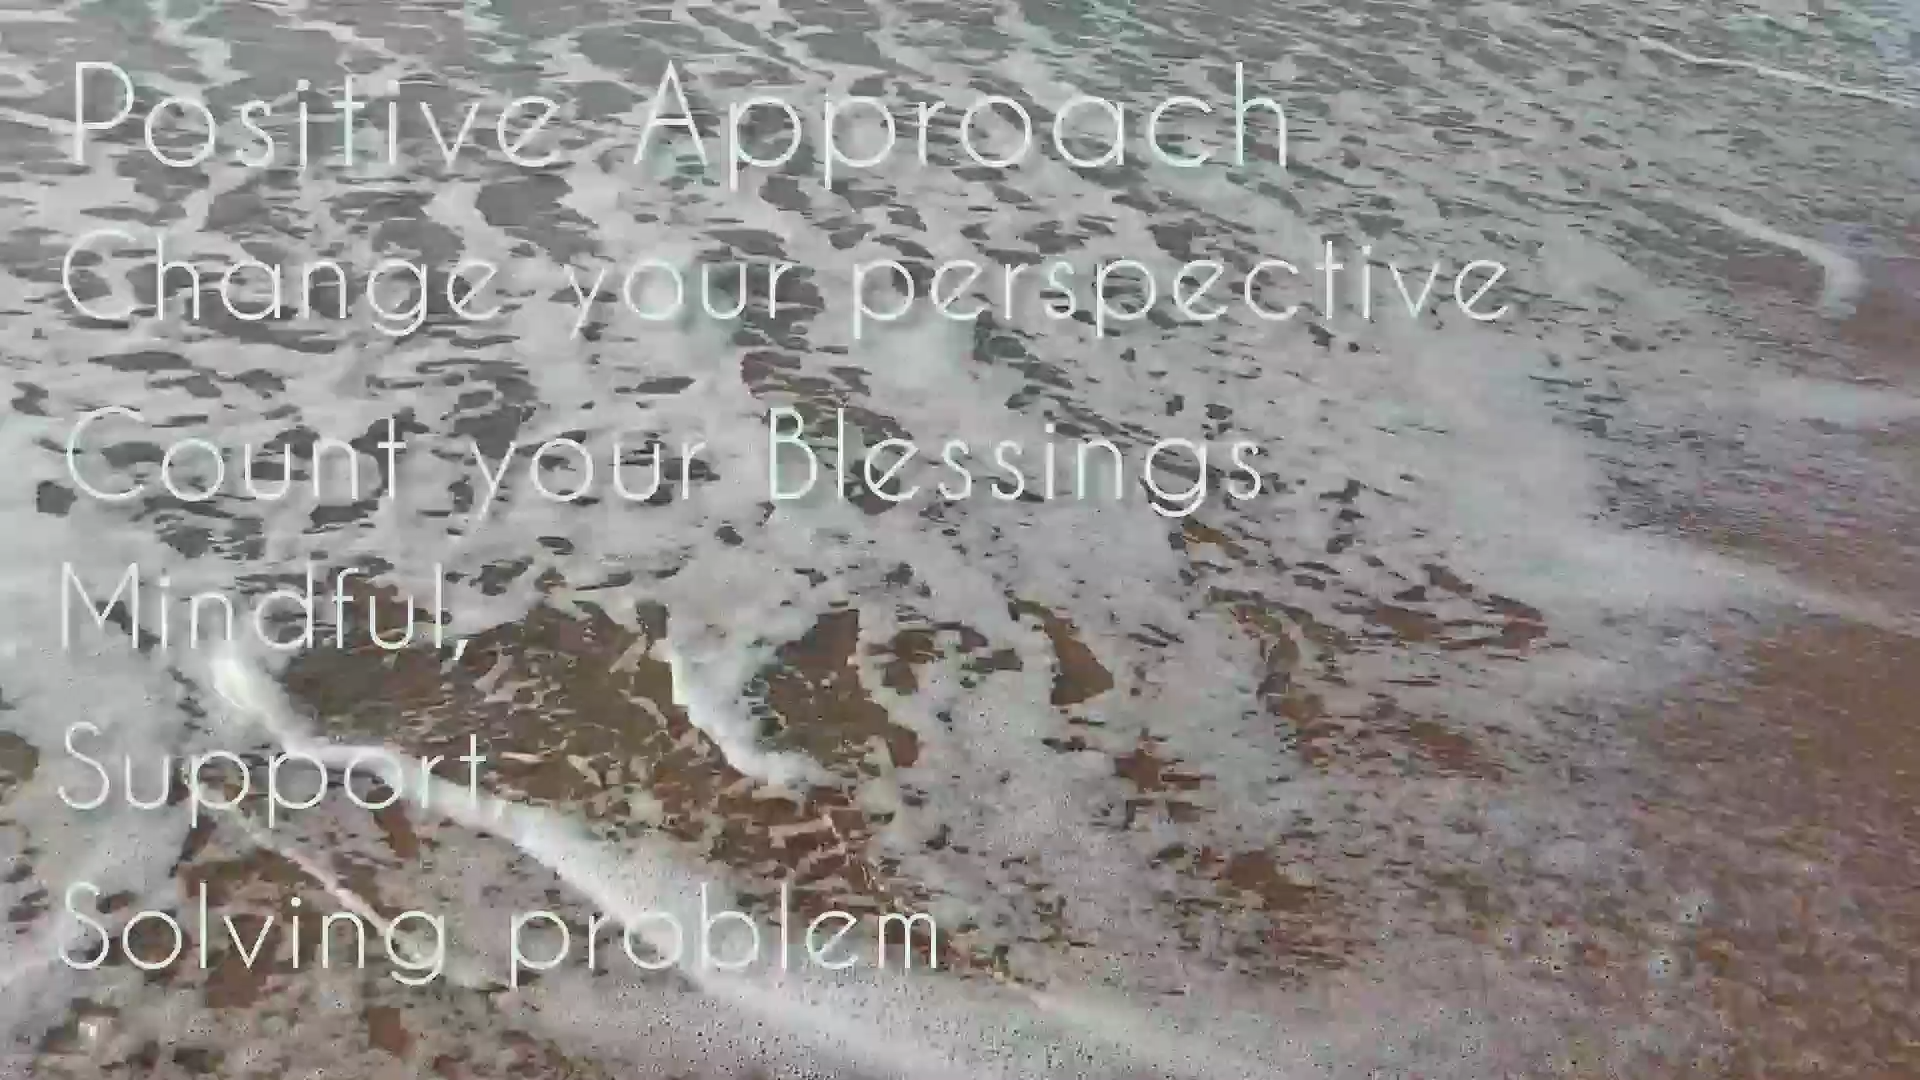 Positive Approach
Change your perspective
Count your Blessings
Mindful,
Support,
Solving problem